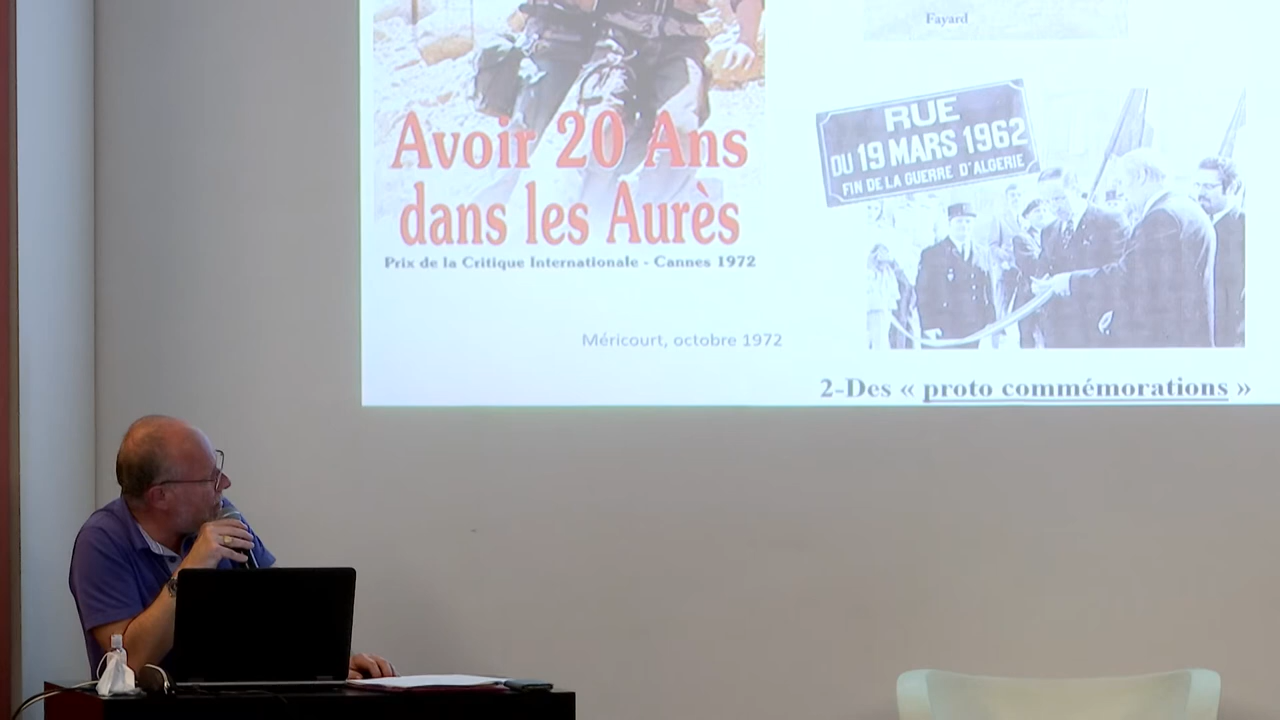 Avoir 20 Ans
dans les Aurès
Prix de la Critique Internationale - Cannes 1972
Méricourt, octobre 1972
Fayard
RUE
DU 19 MARS 1962
FIN DE LA GUERRE D'ALGERIE
2-Des « proto commémorations »